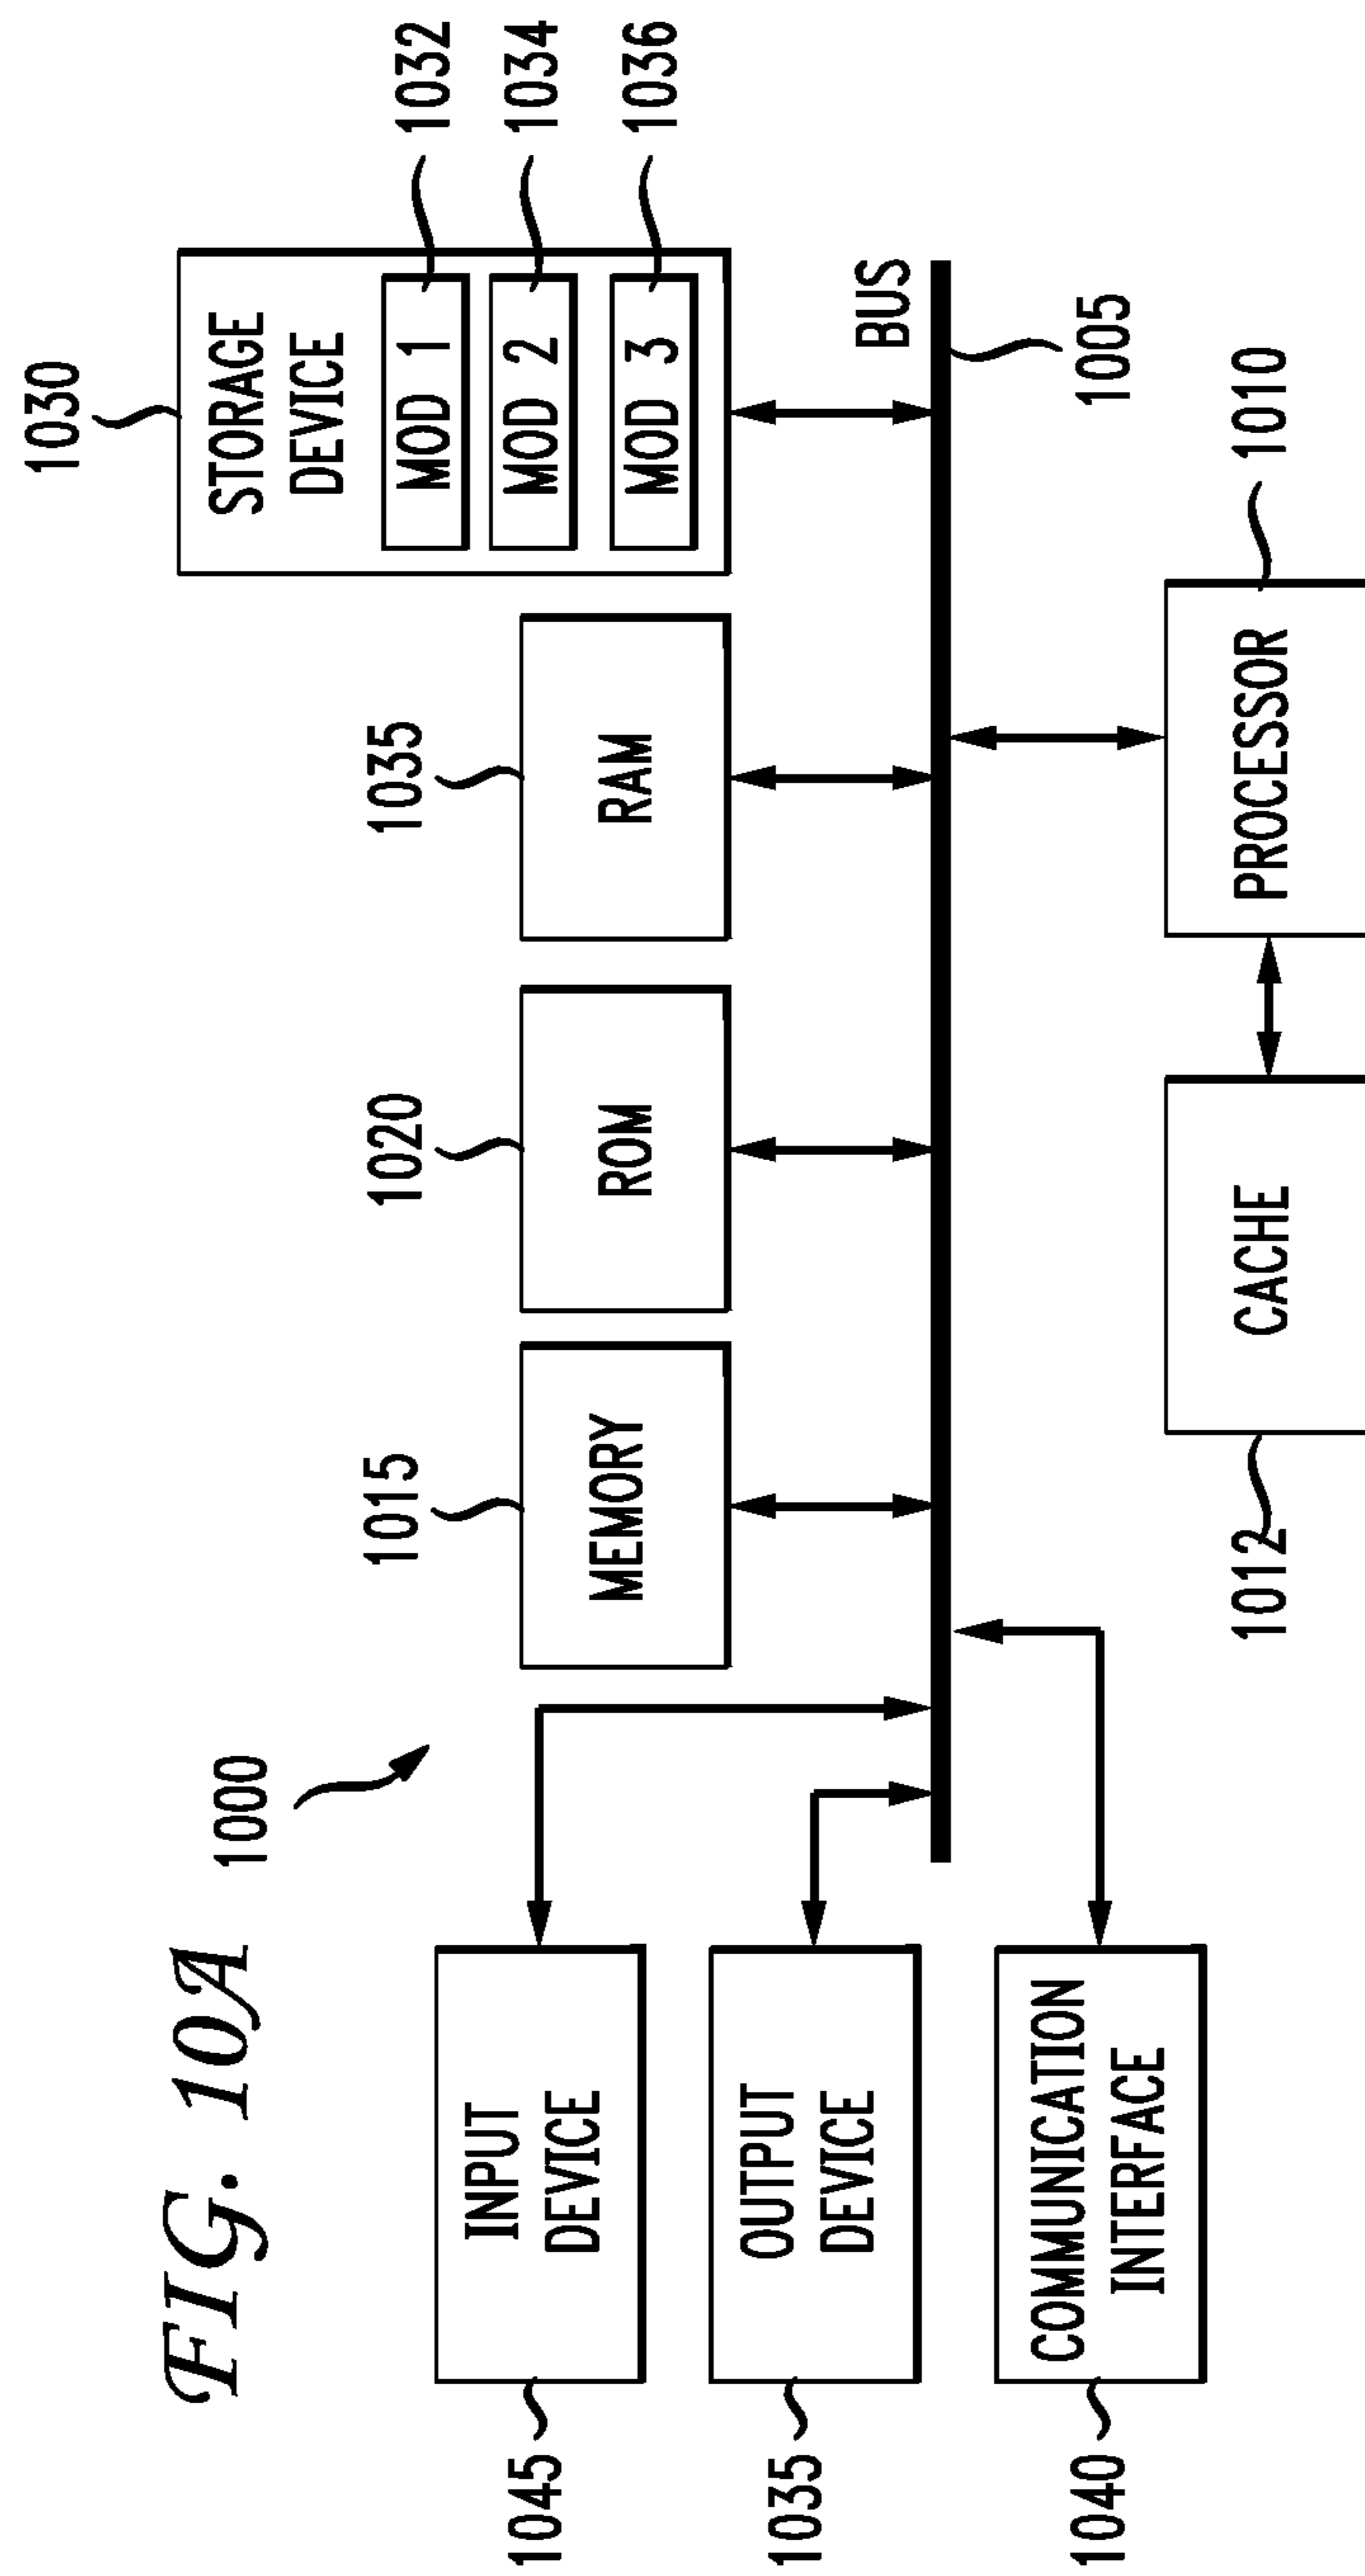 FIG. 10A
1000
1030
STORAGE
DEVICE
MOD 1
1032
MOD 2
1034
MOD 3
1036
1015
MEMORY
1020
ROM
1035
RAM
1045
INPUT
DEVICE
1035
OUTPUT
DEVICE
BUS
1005
1040
COMMUNICATION
INTERFACE
1012
CACHE
PROCESSOR
1010